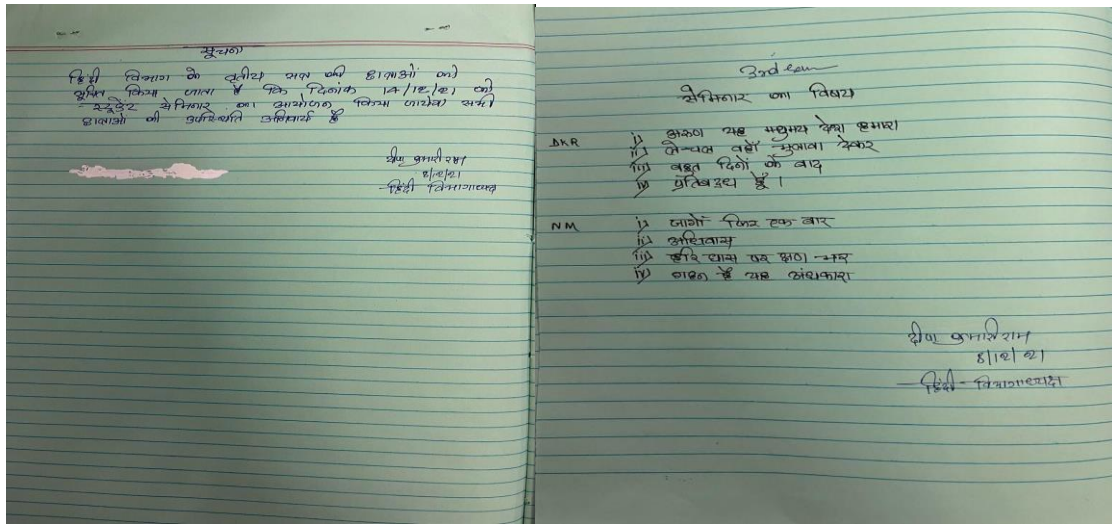 सूचना
हिंदी विभाग के तृतीय सत्र की छात्राओं को
सूचित किया जाता है कि दिनांक 14/12/21 को
स्टूडेंट सेमिनार का आयोजन किया जायेगा सभी
छात्राओं की उपस्थिति अनिवार्य है
कुमारी राम
8/12/21
हिंदी विभागाध्यक्ष
3rd sem
सेमिनार का विषय
DKR i) अरुण यह मधुमय देश हमारा
ii) ले चल वहाँ भुलावा देकर
iii) बहुत दिनों के बाद
iv) प्रतिबद्ध हूँ।
NM i) जागो फिर एक बार
ii) अधिवास
iii) हरि घास पर क्षण भर
iv) गहन है यह अंधकारा
कुमारी राम
8/12/21
हिंदी - विभागाध्यक्ष